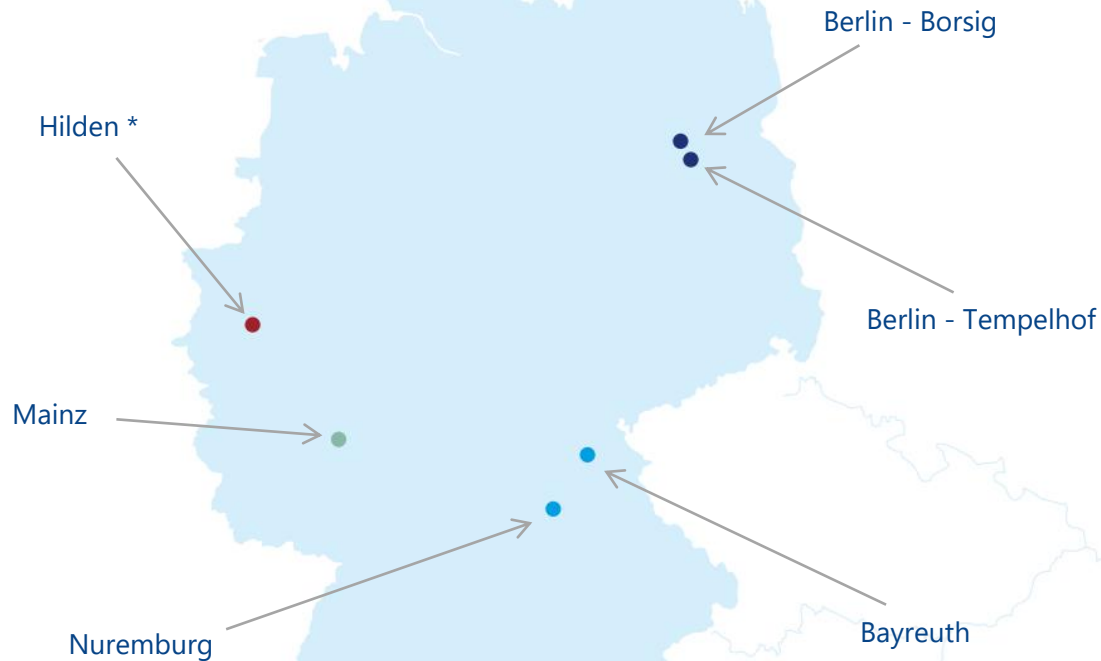 Berlin - Borsig
Hilden *
Berlin - Tempelhof
Mainz
Bayreuth
Nuremburg